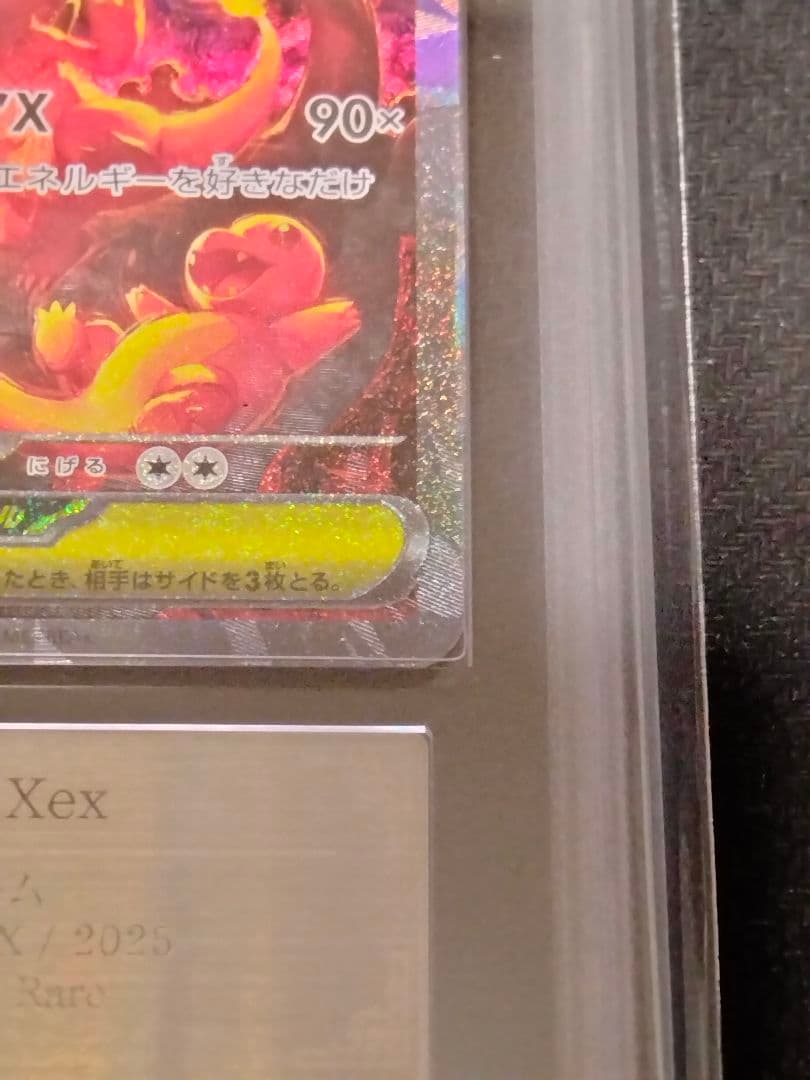 X
90×
エネルギーを好きなだけ
にげる
たとき、相手はサイドを3枚とる。
Xex
ム
X / 2025
Rare